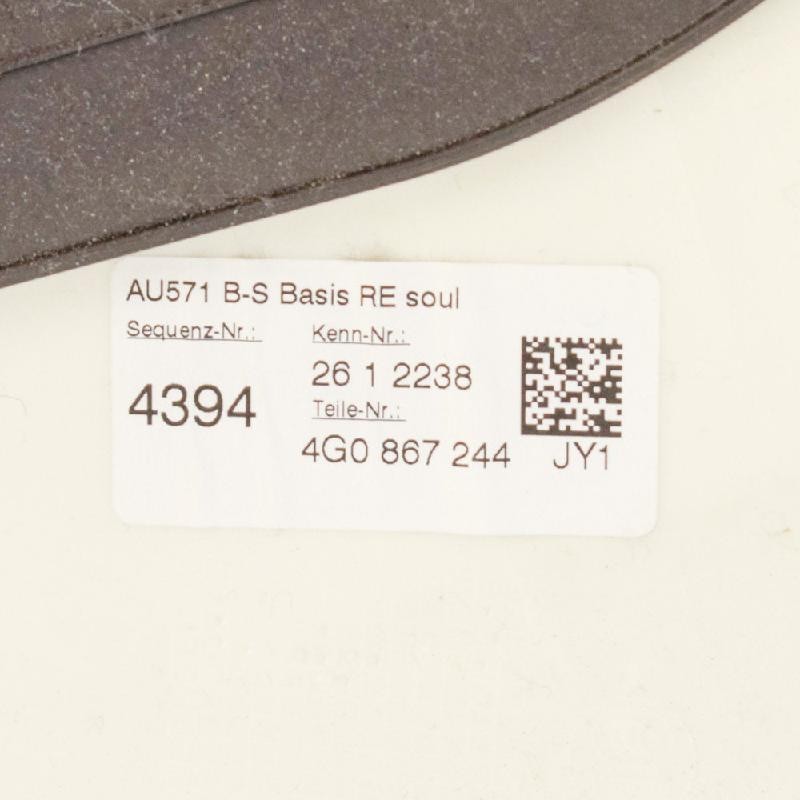 AU571 B-S Basis RE soul
Sequenz-Nr.: Kenn-Nr.:
26 1 2238
4394
Teile-Nr.:
4G0 867 244 JY1